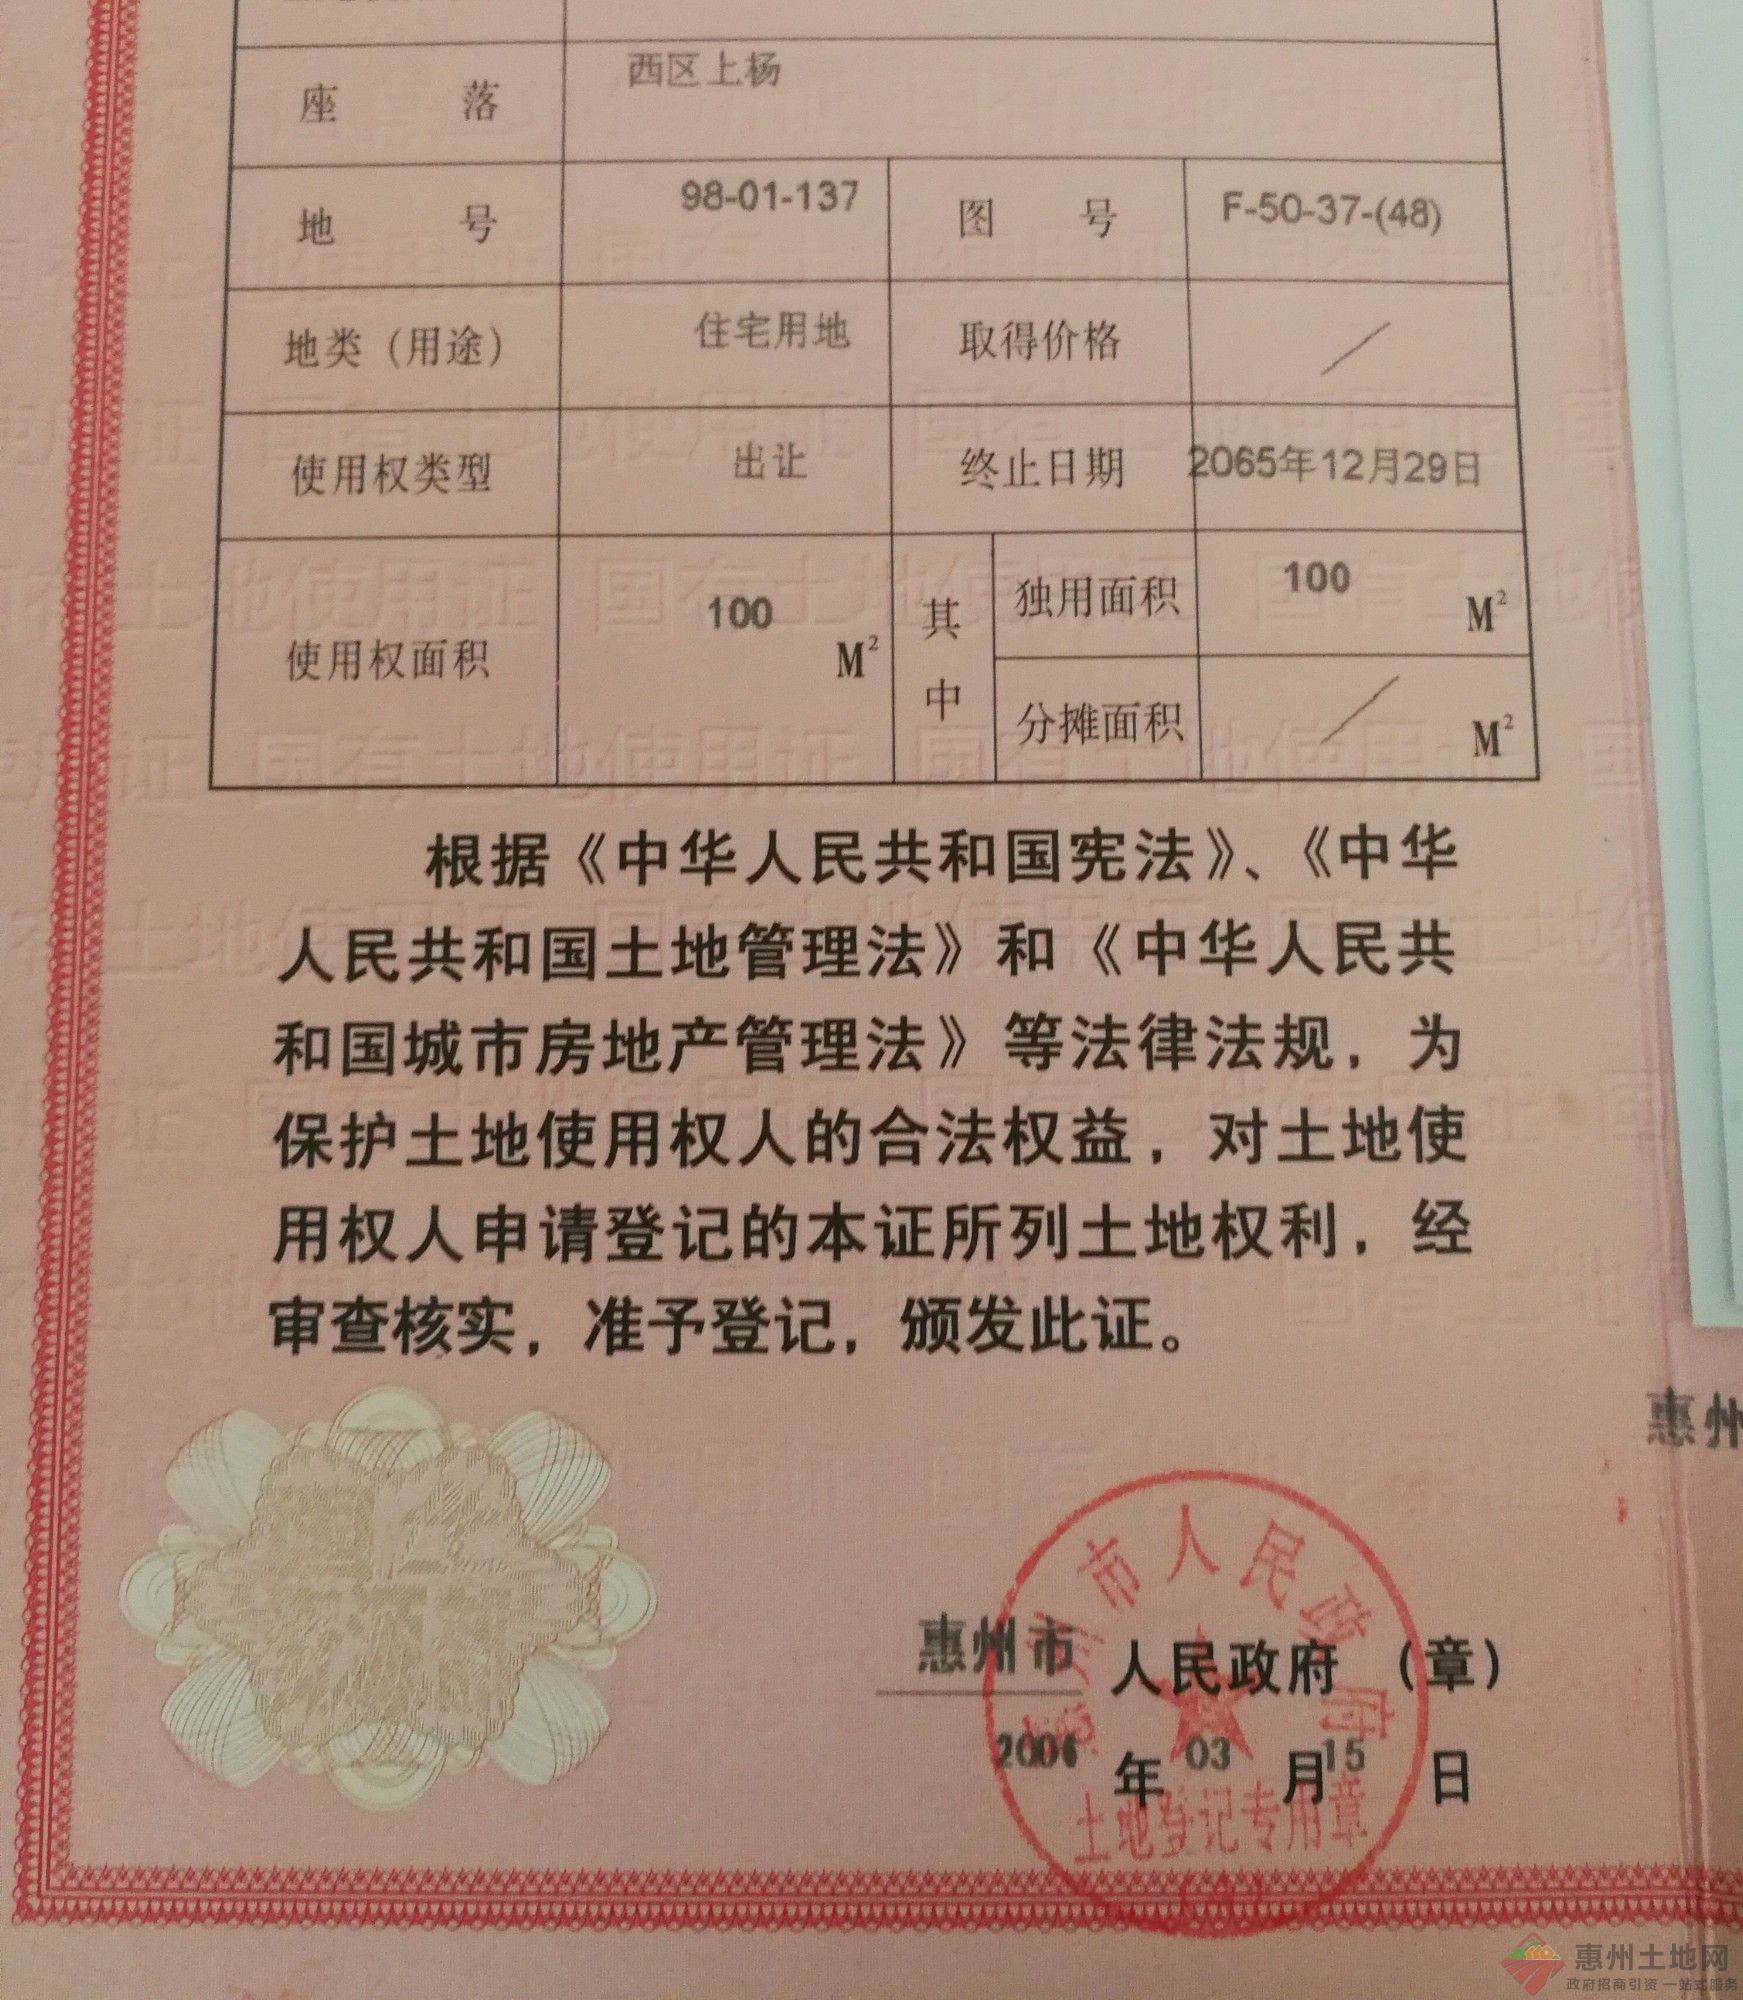 座 落 西区上杨
地 号 98-01-137 图 号 F-50-37-(48)
地类（用途） 住宅用地 取得价格 ／
使用权类型 出让 终止日期 2065年12月29日
使用权面积 100 M² 其中 独用面积 100 M²
分摊面积 ／ M²
根据《中华人民共和国宪法》、《中华
人民共和国土地管理法》和《中华人民共
和国城市房地产管理法》等法律法规，为
保护土地使用权人的合法权益，对土地使
用权人申请登记的本证所列土地权利，经
审查核实，准予登记，颁发此证。
惠州
惠州市 人民政府 （章）
年 03 月 15 日
惠州市人民政府
土地登记专用章
惠州土地网
政府招商引资 一站式服务